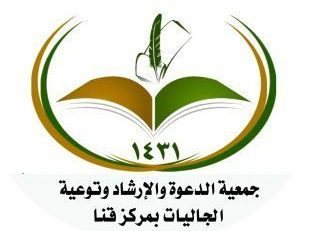 ١٤٣١
جمعية الدعوة والإرشاد وتوعية
الجاليات بمركز قنا